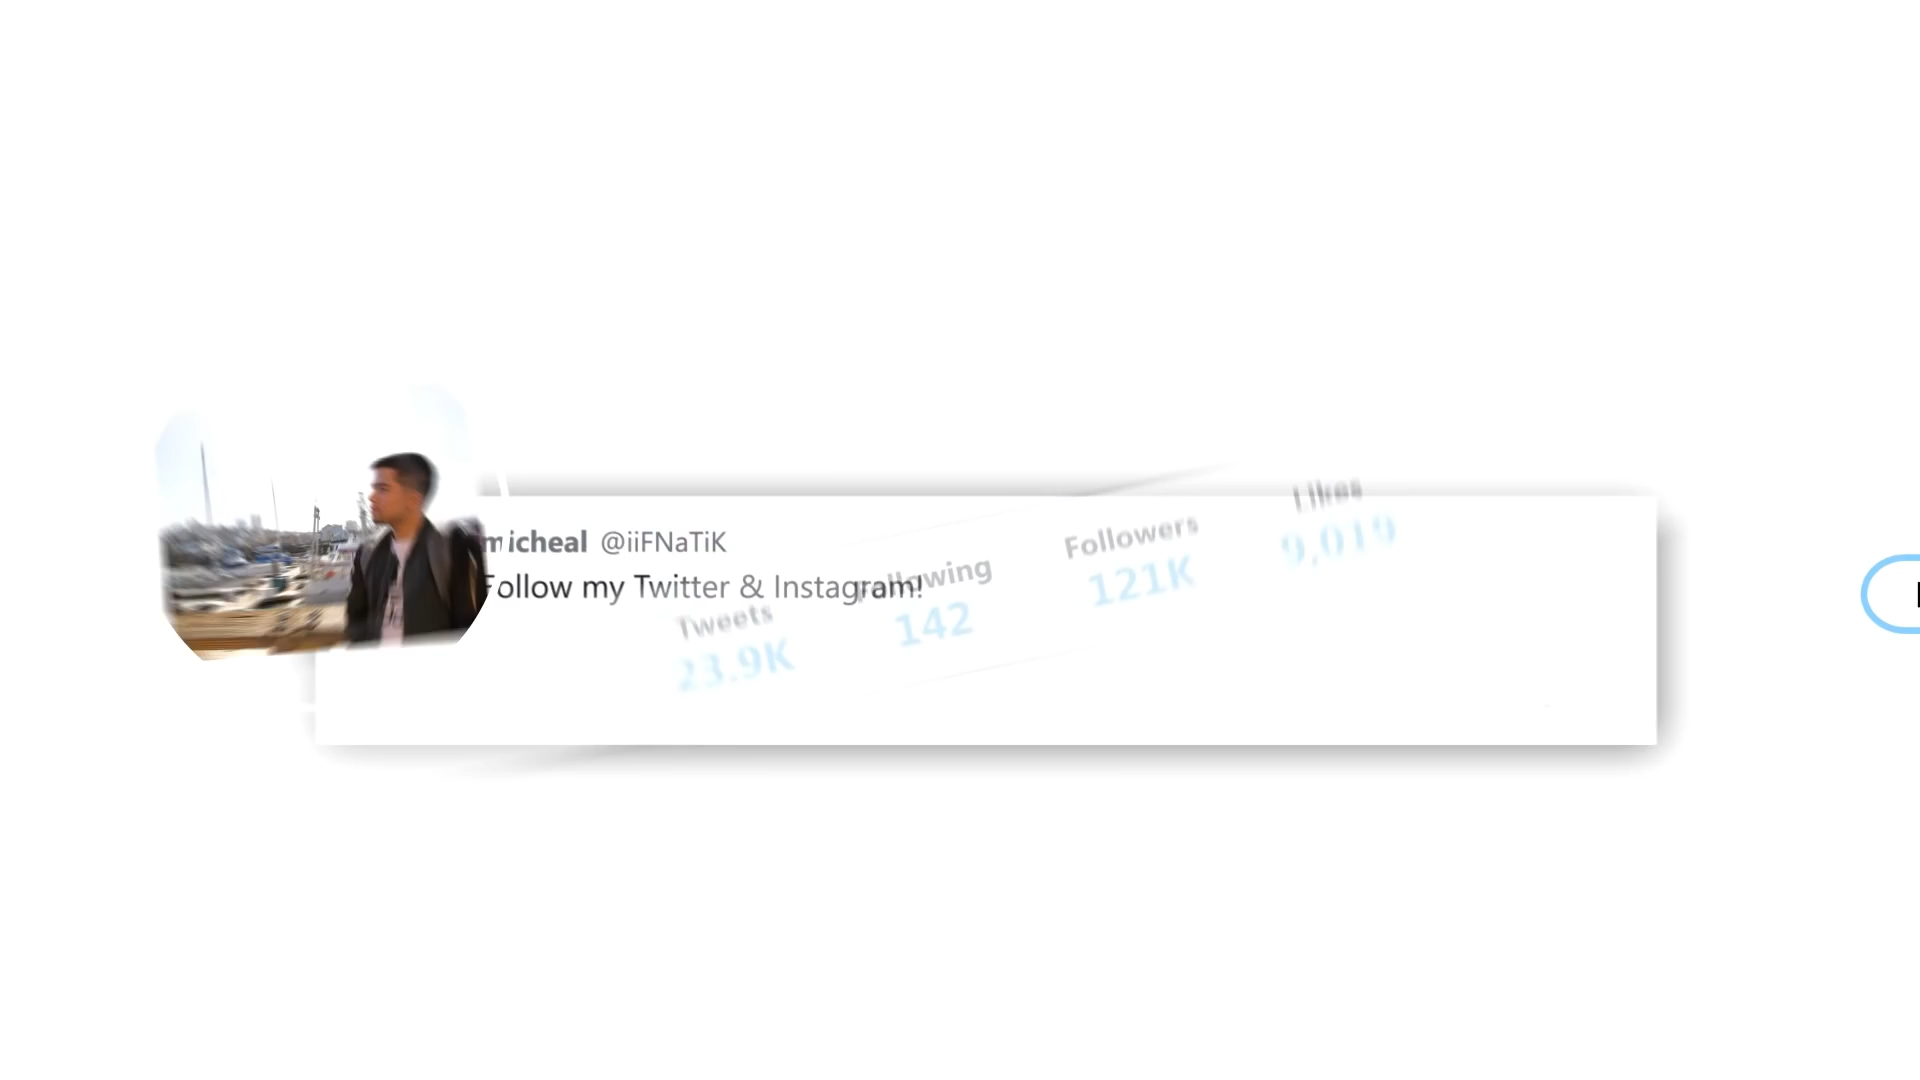 micheal @iiFNaTiK
Follow my Twitter & Instagram!
Tweets
23.9K
Following
142
Followers
121K
Likes
9,019